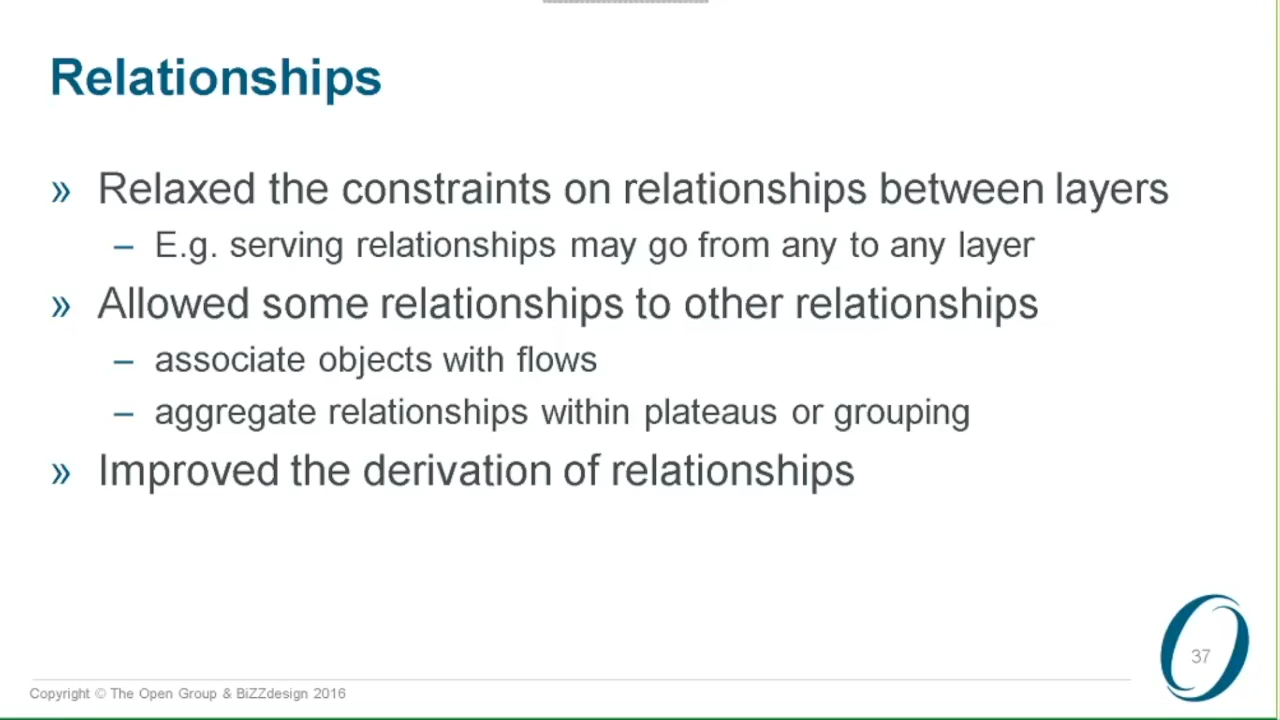 Relationships
» Relaxed the constraints on relationships between layers
– E.g. serving relationships may go from any to any layer
» Allowed some relationships to other relationships
– associate objects with flows
– aggregate relationships within plateaus or grouping
» Improved the derivation of relationships
37
Copyright © The Open Group & BiZZdesign 2016